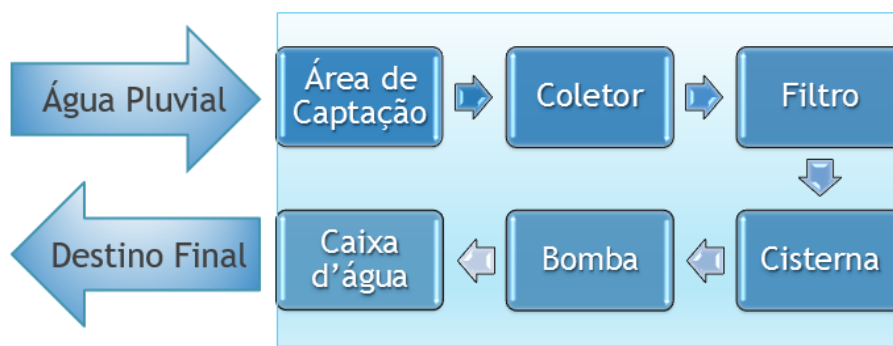 Água Pluvial
Área de
Captação
Coletor
Filtro
Destino Final
Caixa
d'água
Bomba
Cisterna